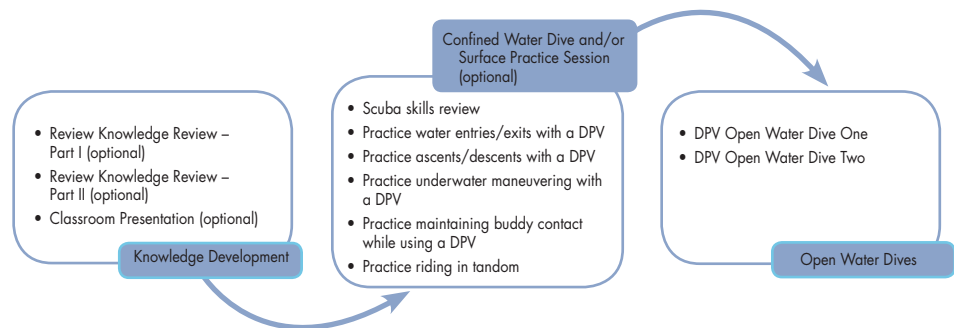 • Review Knowledge Review –
Part I (optional)
• Review Knowledge Review –
Part II (optional)
• Classroom Presentation (optional)
Knowledge Development
Confined Water Dive and/or
Surface Practice Session
(optional)
• Scuba skills review
• Practice water entries/exits with a DPV
• Practice ascents/descents with a DPV
• Practice underwater maneuvering with
a DPV
• Practice maintaining buddy contact
while using a DPV
• Practice riding in tandom
• DPV Open Water Dive One
• DPV Open Water Dive Two
Open Water Dives